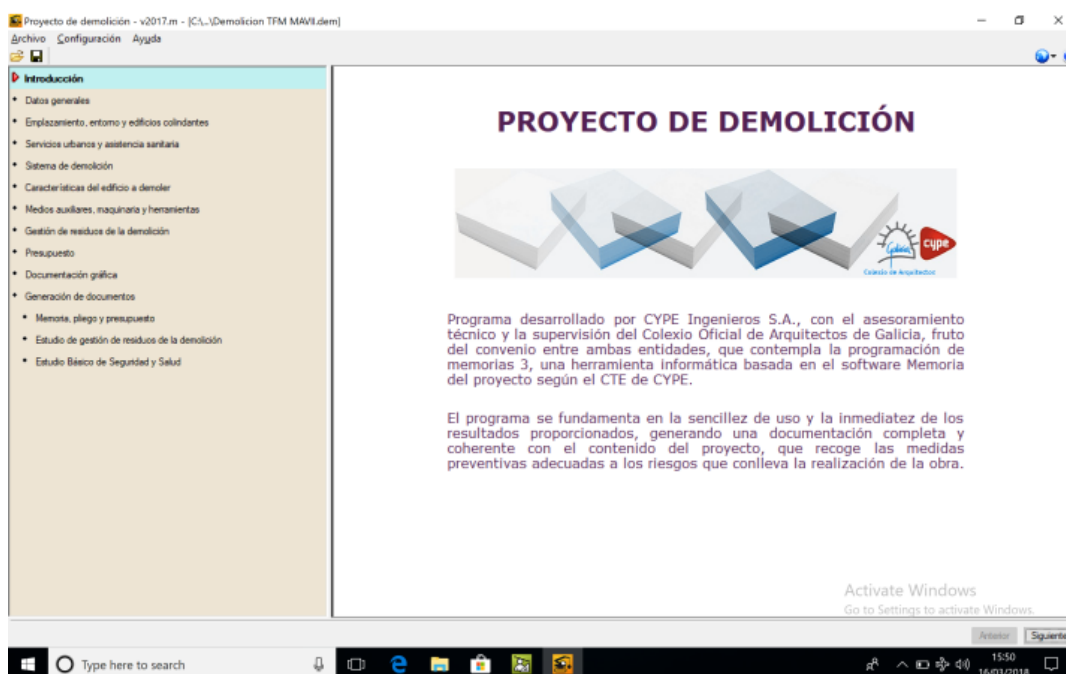 Proyecto de demolición - v2017.m - [C:\...\Demolicion TFM MAVII.dem]
Archivo Configuración Ayuda
Introducción
Datos generales
Emplazamiento, entorno y edificios colindantes
Servicios urbanos y asistencia sanitaria
Sistema de demolición
Características del edificio a demoler
Medios auxiliares, maquinaria y herramientas
Gestión de residuos de la demolición
Presupuesto
Documentación gráfica
Generación de documentos
Memoria, pliego y presupuesto
Estudio de gestión de residuos de la demolición
Estudio Básico de Seguridad y Salud
PROYECTO DE DEMOLICIÓN
Galicia
cype
Colexio de Arquitectos
Programa desarrollado por CYPE Ingenieros S.A., con el asesoramiento
técnico y la supervisión del Colexio Oficial de Arquitectos de Galicia, fruto
del convenio entre ambas entidades, que contempla la programación de
memorias 3, una herramienta informática basada en el software Memoria
del proyecto según el CTE de CYPE.
El programa se fundamenta en la sencillez de uso y la inmediatez de los
resultados proporcionados, generando una documentación completa y
coherente con el contenido del proyecto, que recoge las medidas
preventivas adecuadas a los riesgos que conlleva la realización de la obra.
Activate Windows
Go to Settings to activate Windows.
Anterior Siguiente
Type here to search
15:50
16/03/2018